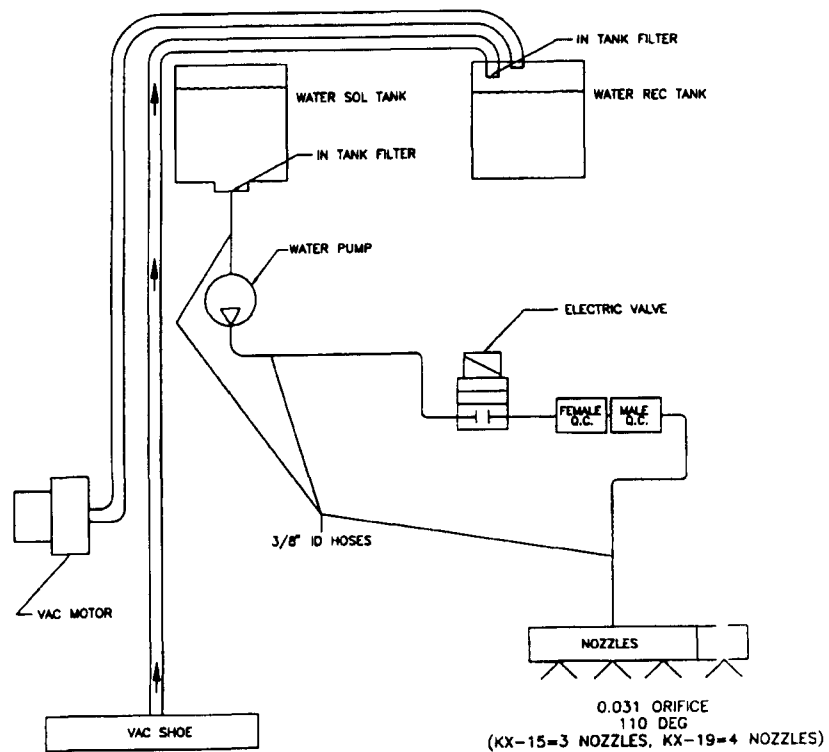 IN TANK FILTER
WATER SOL TANK
WATER REC TANK
IN TANK FILTER
WATER PUMP
ELECTRIC VALVE
FEMALE
Q.C.
MALE
Q.C.
3/8" ID HOSES
VAC MOTOR
NOZZLES
VAC SHOE
0.031 ORIFICE
110 DEG
(KX-15=3 NOZZLES, KX-19=4 NOZZLES)